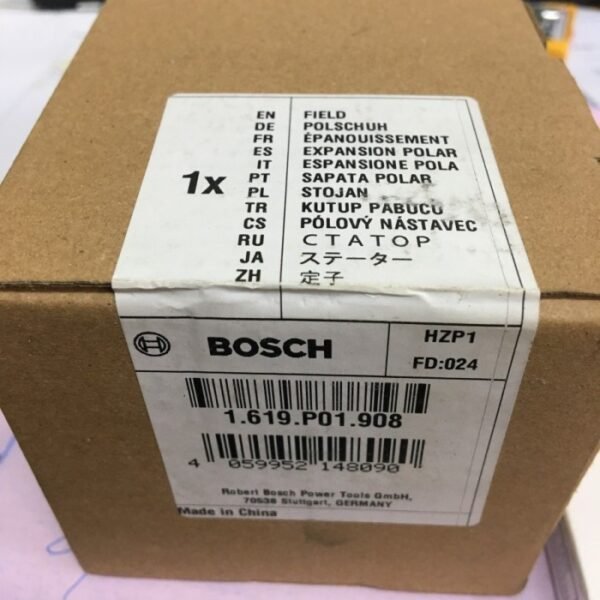 1x
EN FIELD
DE POLSCHUH
FR ÉPANOUISSEMENT
ES EXPANSION POLAR
IT ESPANSIONE POLA
PT SAPATA POLAR
PL STOJAN
TR KUTUP PABUCU
CS PÓLOVÝ NÁSTAVEC
RU СТАТОР
JA ステーター
ZH 定子
BOSCH
HZP1
FD:024
1.619.P01.908
4 059952 148090
Robert Bosch Power Tools GmbH,
70538 Stuttgart, GERMANY
Made in China